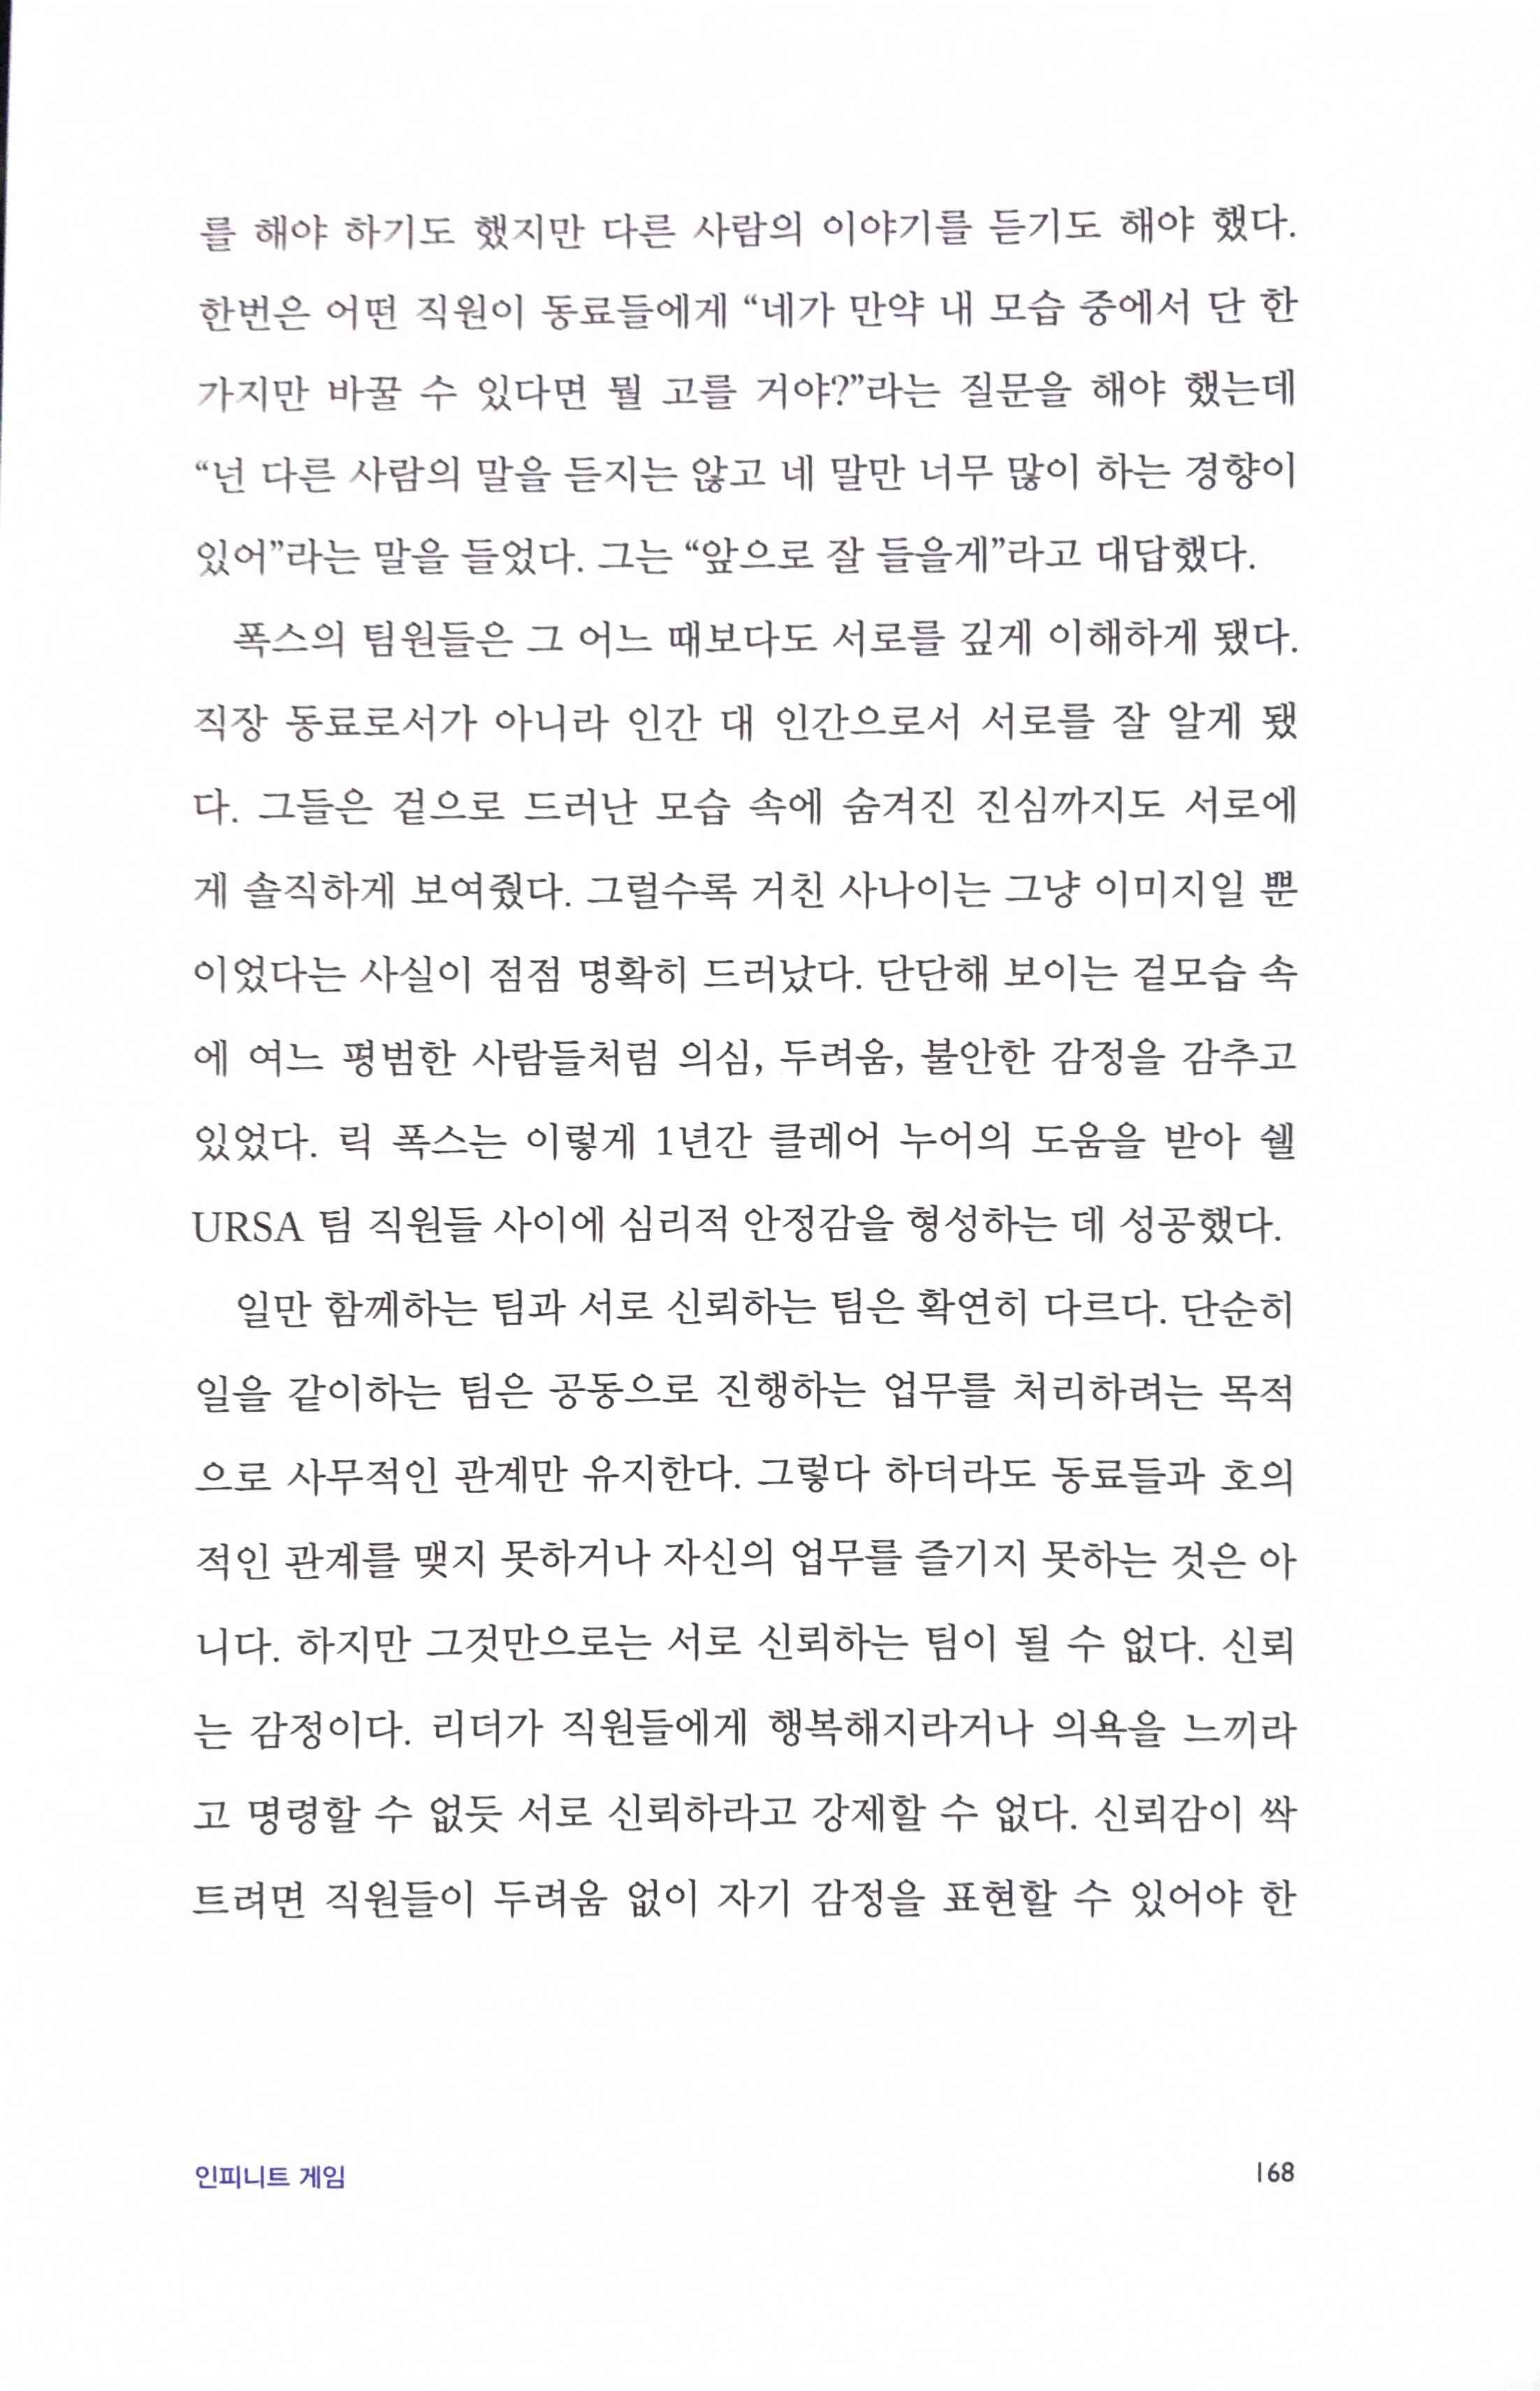 를 해야 하기도 했지만 다른 사람의 이야기를 듣기도 해야 했다.
한번은 어떤 직원이 동료들에게 “네가 만약 내 모습 중에서 단 한
가지만 바꿀 수 있다면 뭘 고를 거야?”라는 질문을 해야 했는데
“넌 다른 사람의 말을 듣지는 않고 네 말만 너무 많이 하는 경향이
있어”라는 말을 들었다. 그는 “앞으로 잘 들을게”라고 대답했다.
폭스의 팀원들은 그 어느 때보다도 서로를 깊게 이해하게 됐다.
직장 동료로서가 아니라 인간 대 인간으로서 서로를 잘 알게 됐
다. 그들은 겉으로 드러난 모습 속에 숨겨진 진심까지도 서로에
게 솔직하게 보여줬다. 그럴수록 거친 사나이는 그냥 이미지일 뿐
이었다는 사실이 점점 명확히 드러났다. 단단해 보이는 겉모습 속
에 여느 평범한 사람들처럼 의심, 두려움, 불안한 감정을 감추고
있었다. 릭 폭스는 이렇게 1년간 클레어 누어의 도움을 받아 쉘
URSA 팀 직원들 사이에 심리적 안정감을 형성하는 데 성공했다.
일만 함께하는 팀과 서로 신뢰하는 팀은 확연히 다르다. 단순히
일을 같이하는 팀은 공동으로 진행하는 업무를 처리하려는 목적
으로 사무적인 관계만 유지한다. 그렇다 하더라도 동료들과 호의
적인 관계를 맺지 못하거나 자신의 업무를 즐기지 못하는 것은 아
니다. 하지만 그것만으로는 서로 신뢰하는 팀이 될 수 없다. 신뢰
는 감정이다. 리더가 직원들에게 행복해지라거나 의욕을 느끼라
고 명령할 수 없듯 서로 신뢰하라고 강제할 수 없다. 신뢰감이 싹
트려면 직원들이 두려움 없이 자기 감정을 표현할 수 있어야 한
인피니트 게임
168